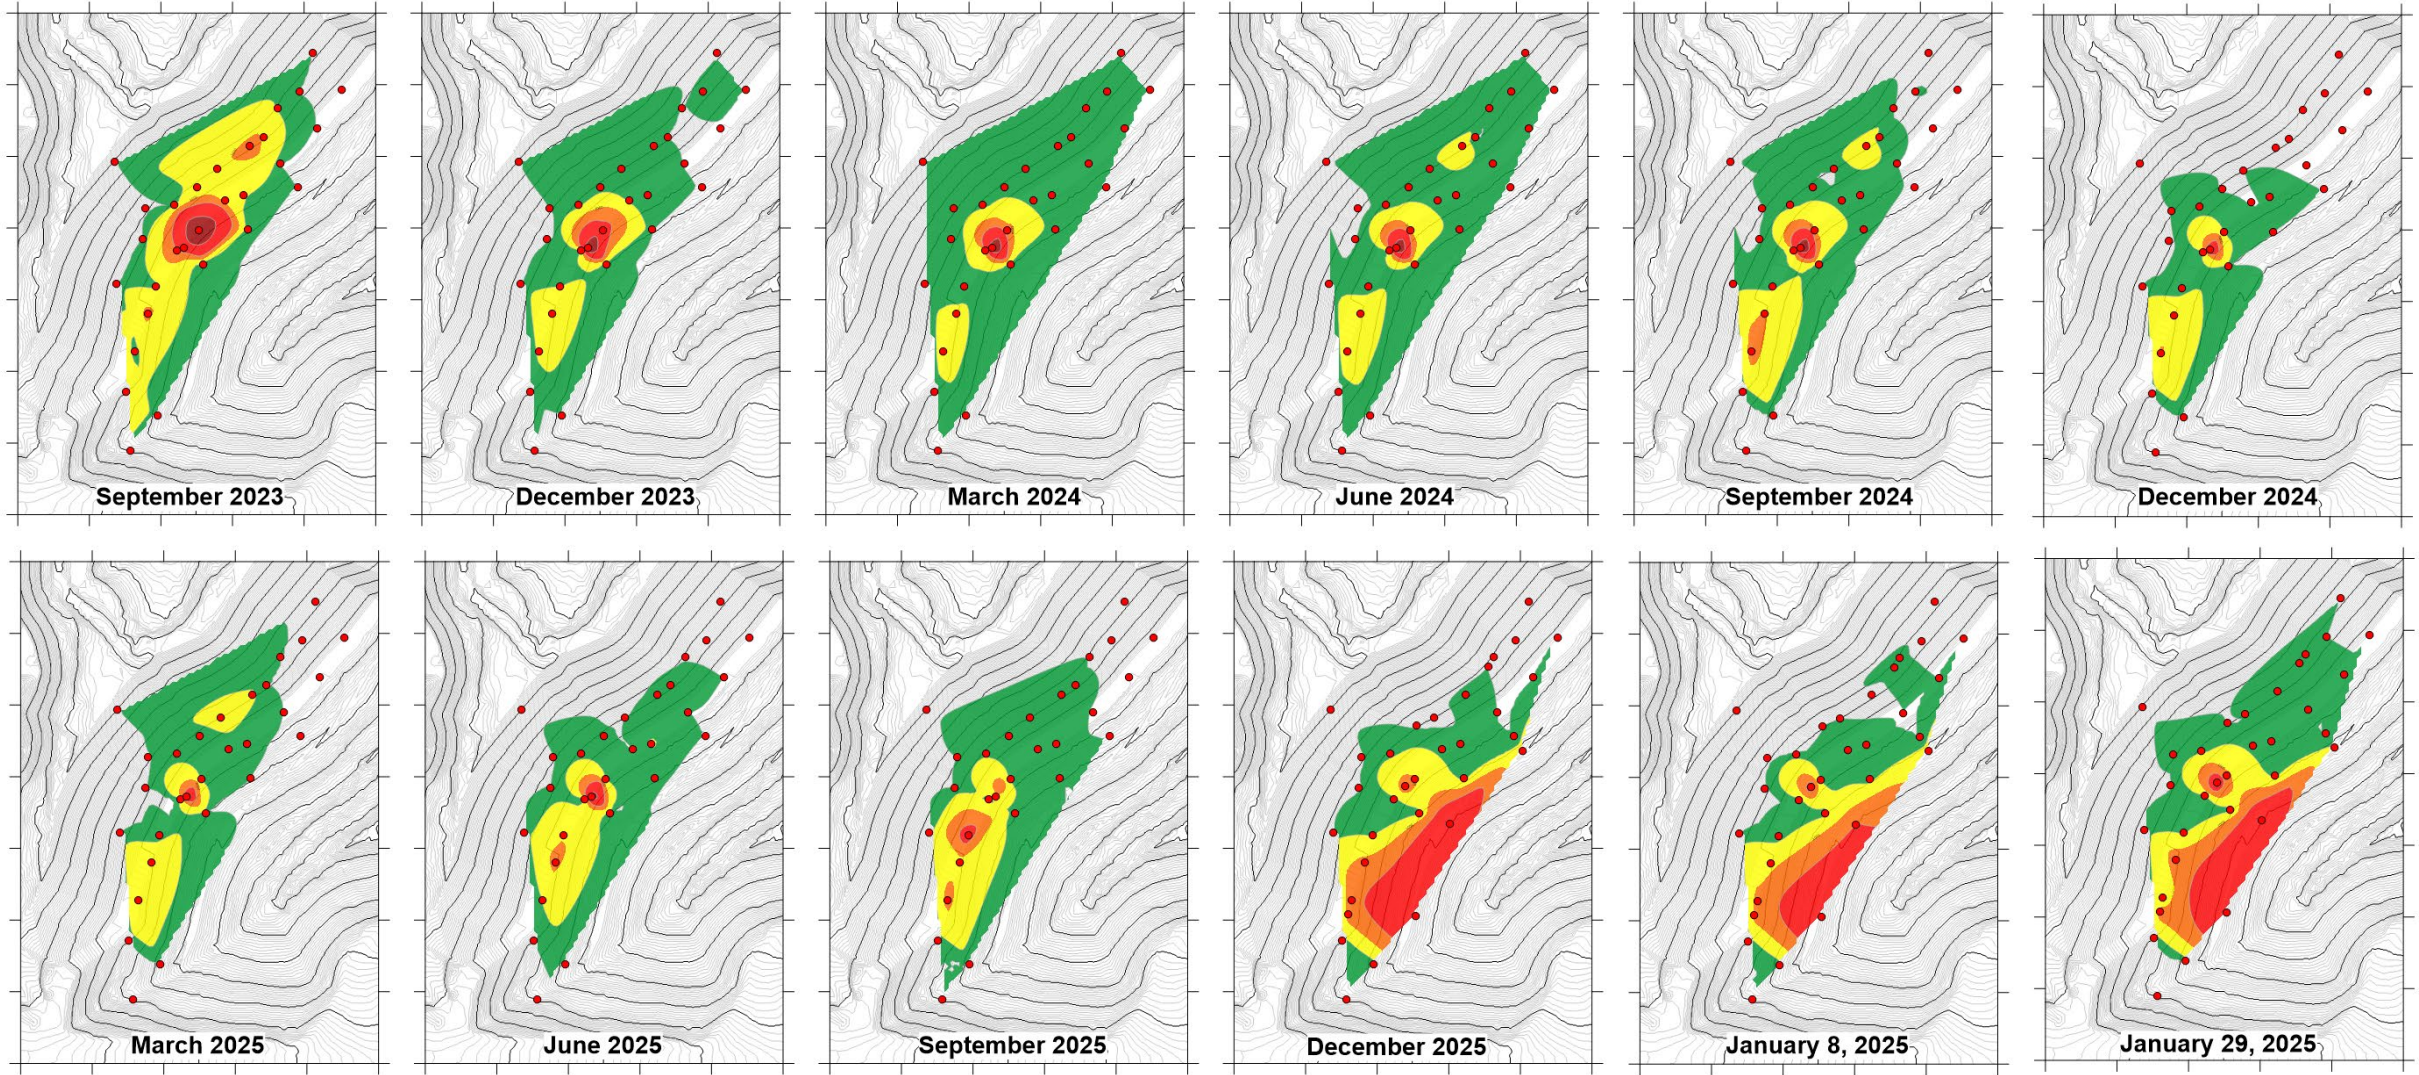 September 2023
December 2023
March 2024
June 2024
September 2024
December 2024
March 2025
June 2025
September 2025
December 2025
January 8, 2025
January 29, 2025